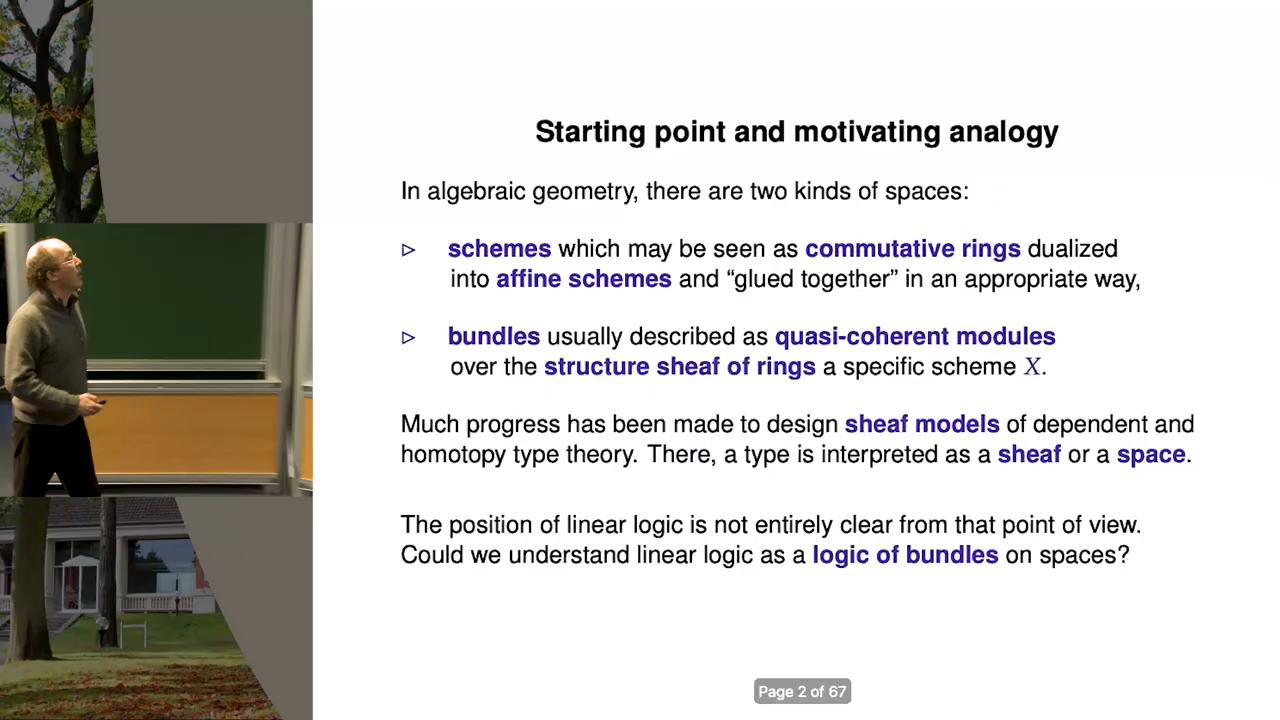 Starting point and motivating analogy
In algebraic geometry, there are two kinds of spaces:
▷ schemes which may be seen as commutative rings dualized
into affine schemes and “glued together” in an appropriate way,
▷ bundles usually described as quasi-coherent modules
over the structure sheaf of rings a specific scheme X.
Much progress has been made to design sheaf models of dependent and
homotopy type theory. There, a type is interpreted as a sheaf or a space.
The position of linear logic is not entirely clear from that point of view.
Could we understand linear logic as a logic of bundles on spaces?
Page 2 of 67